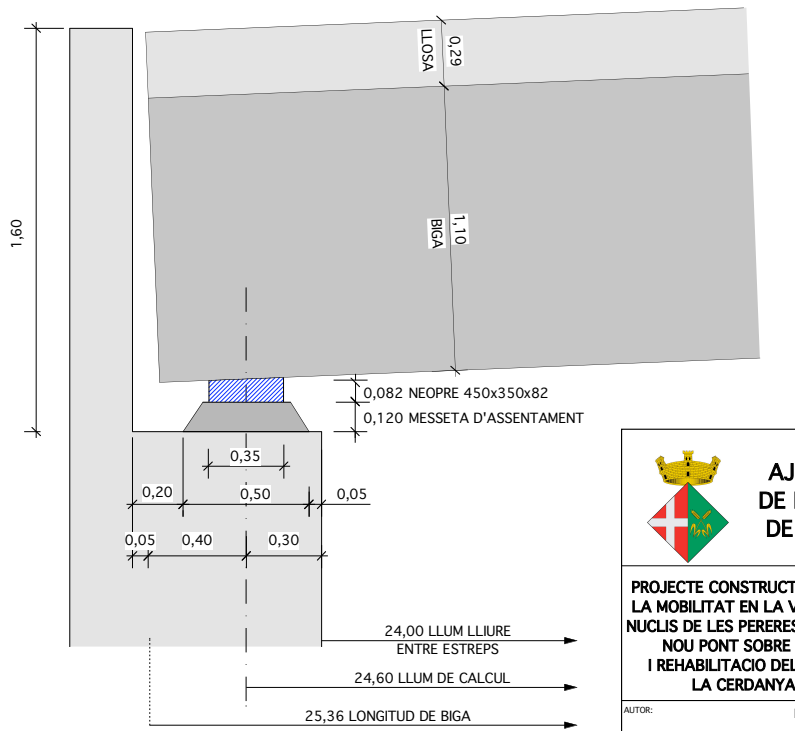 0,29
LLOSA
1,60
1,10
BIGA
0,082 NEOPRE 450x350x82
0,120 MESSETA D'ASSENTAMENT
0,35
0,20
0,50
0,05
0,05
0,40
0,30
24,00 LLUM LLIURE
ENTRE ESTREPS
24,60 LLUM DE CALCUL
25,36 LONGITUD DE BIGA
AJ
DE
DE
PROJECTE CONSTRUCT
LA MOBILITAT EN LA V
NUCLIS DE LES PERERES
NOU PONT SOBRE
I REHABILITACIO DEL
LA CERDANYA
AUTOR: